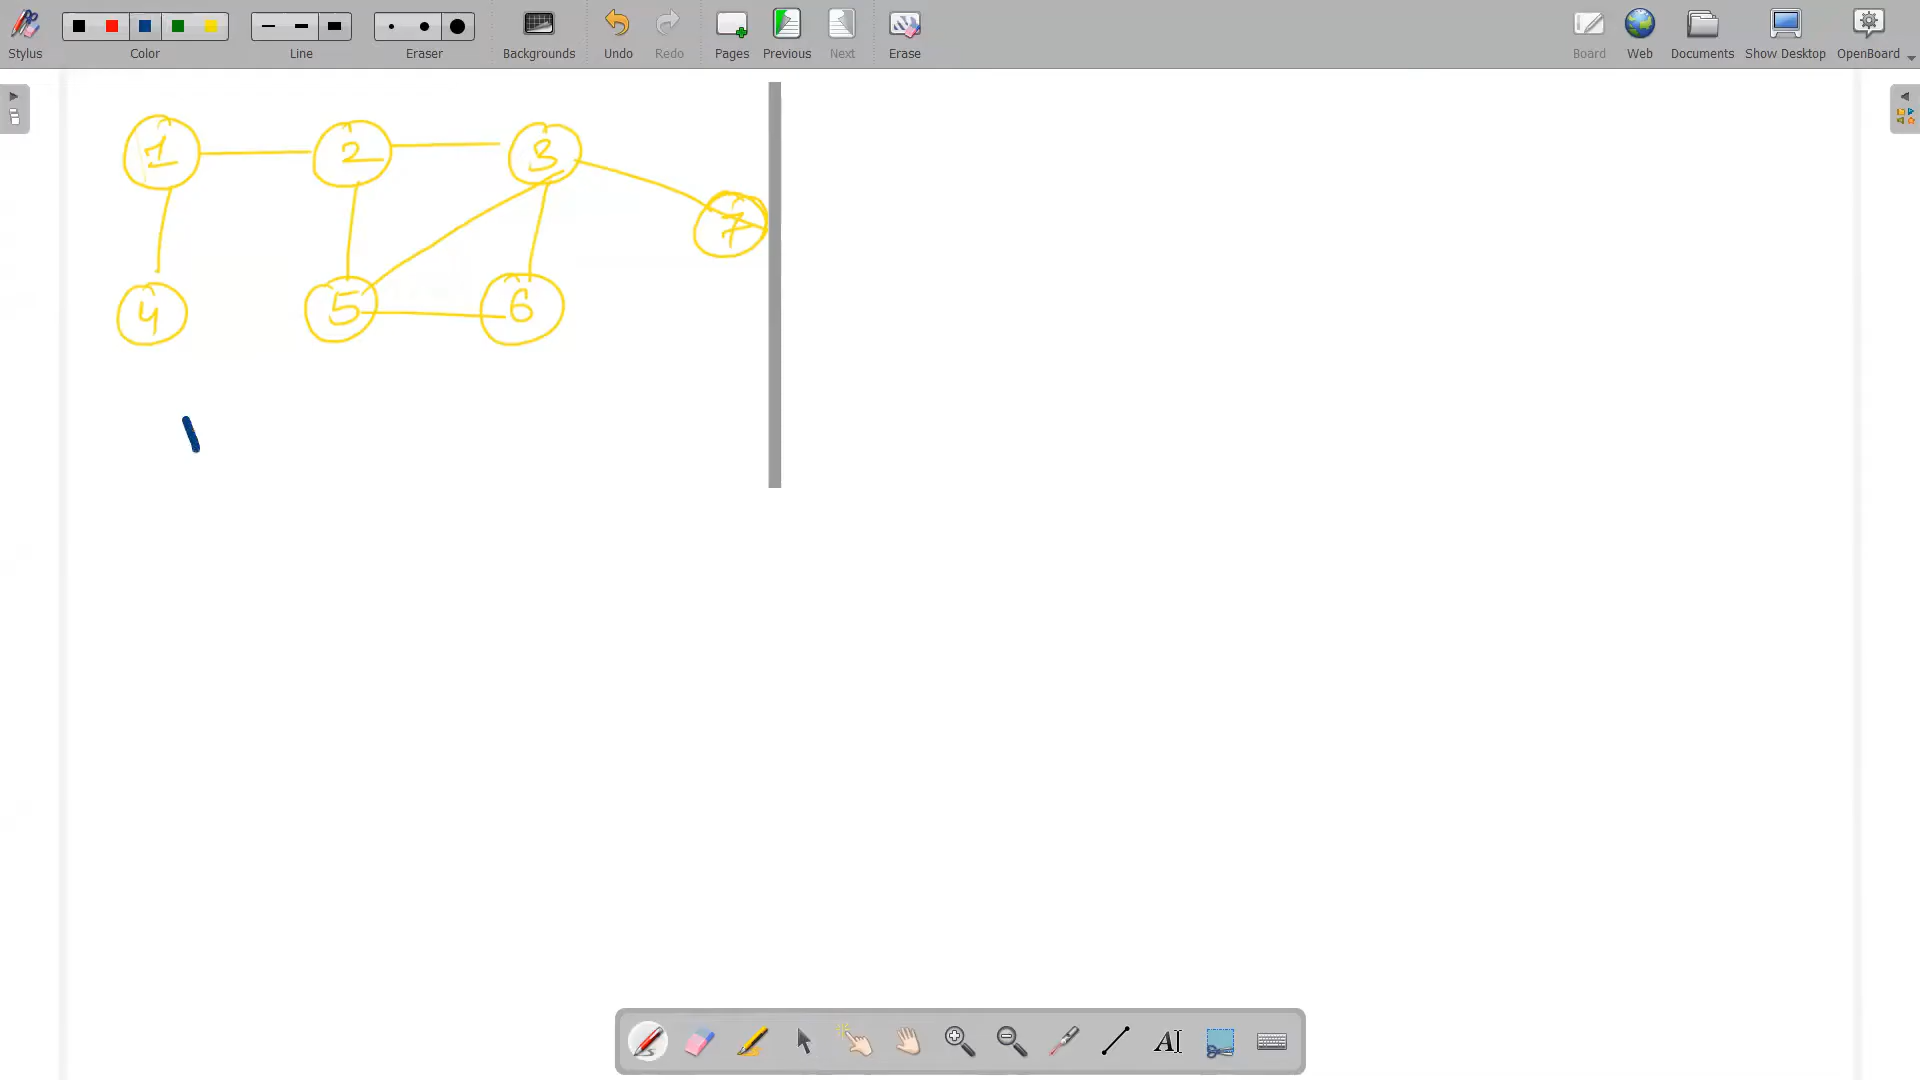 Stylus Color Line Eraser Backgrounds Undo Redo Pages Previous Next Erase Board Web Documents Show Desktop OpenBoard
1 2 3
7
4 5 6